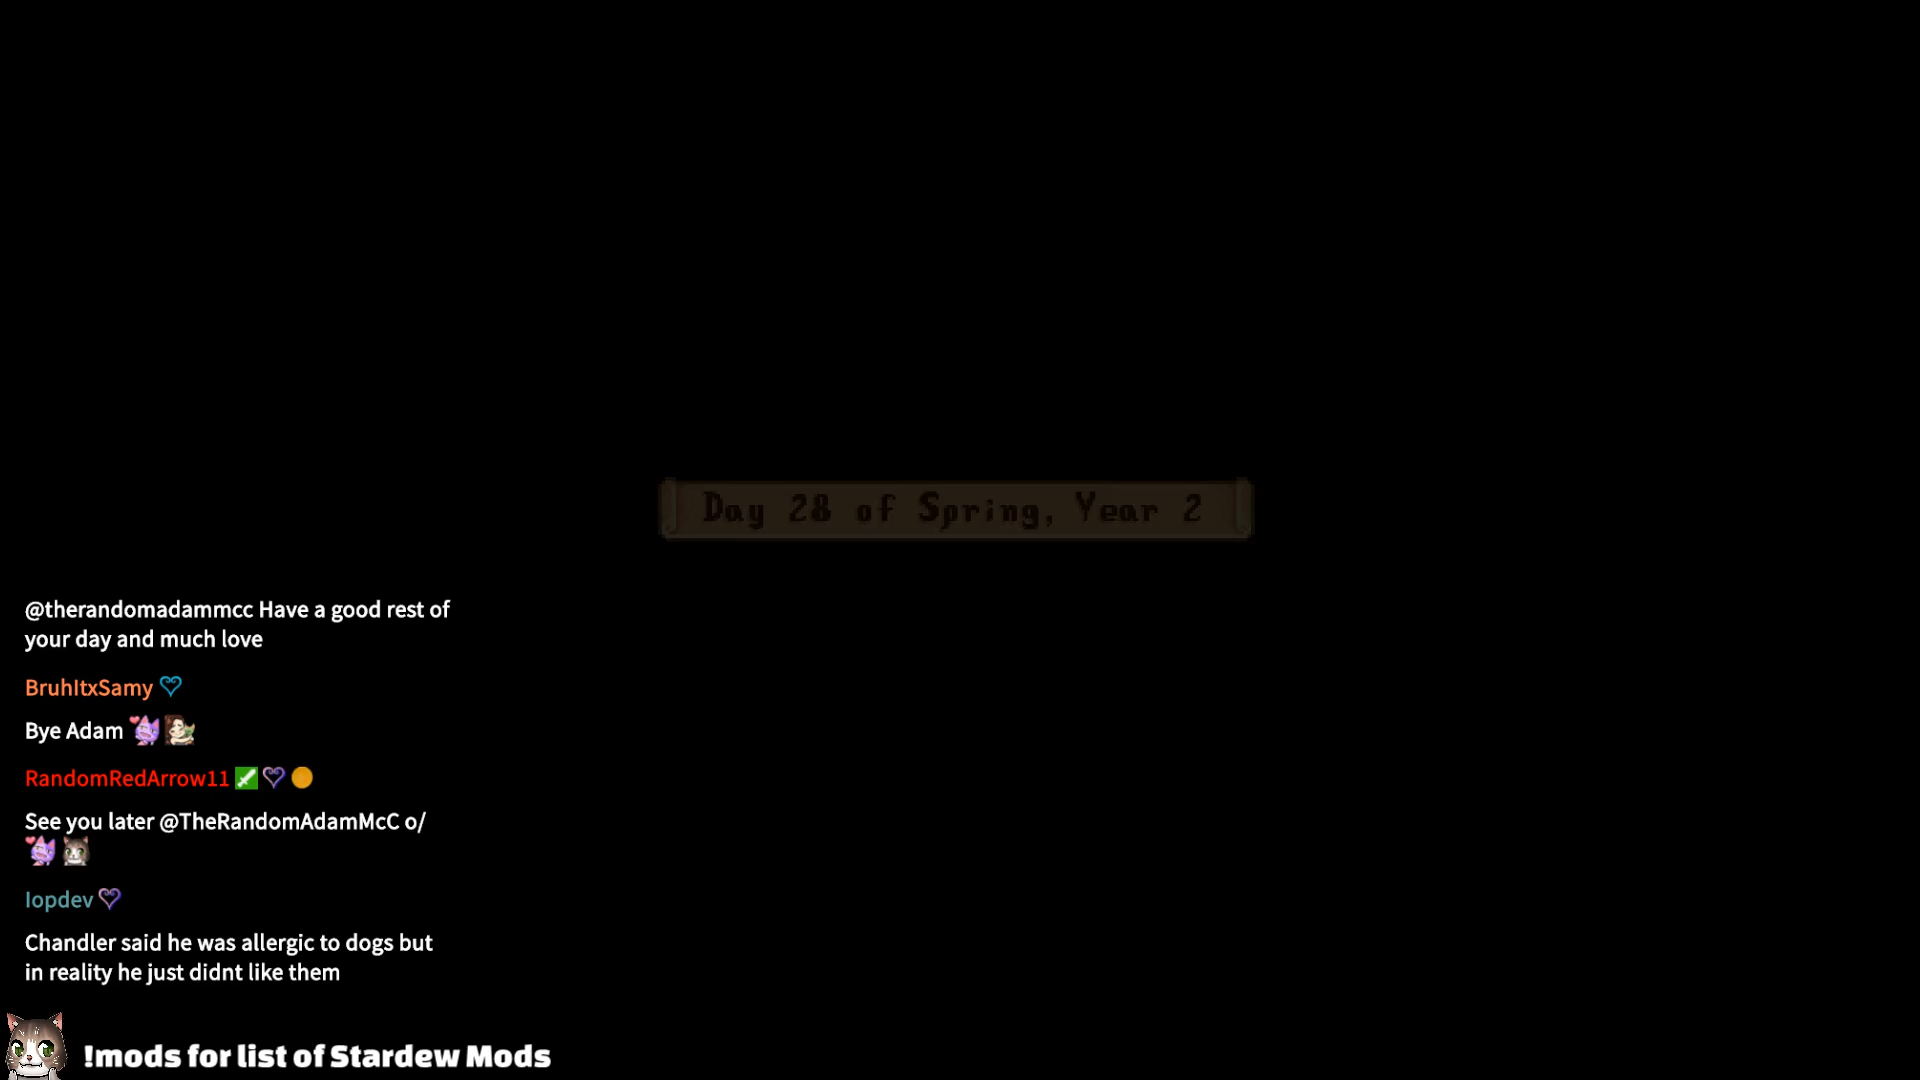 Day 28 of Spring, Year 2
@therandomadammcc Have a good rest of
your day and much love
BruhItxSamy
Bye Adam
RandomRedArrow11
See you later @TheRandomAdamMcC o/
Iopdev
Chandler said he was allergic to dogs but
in reality he just didnt like them
!mods for list of Stardew Mods